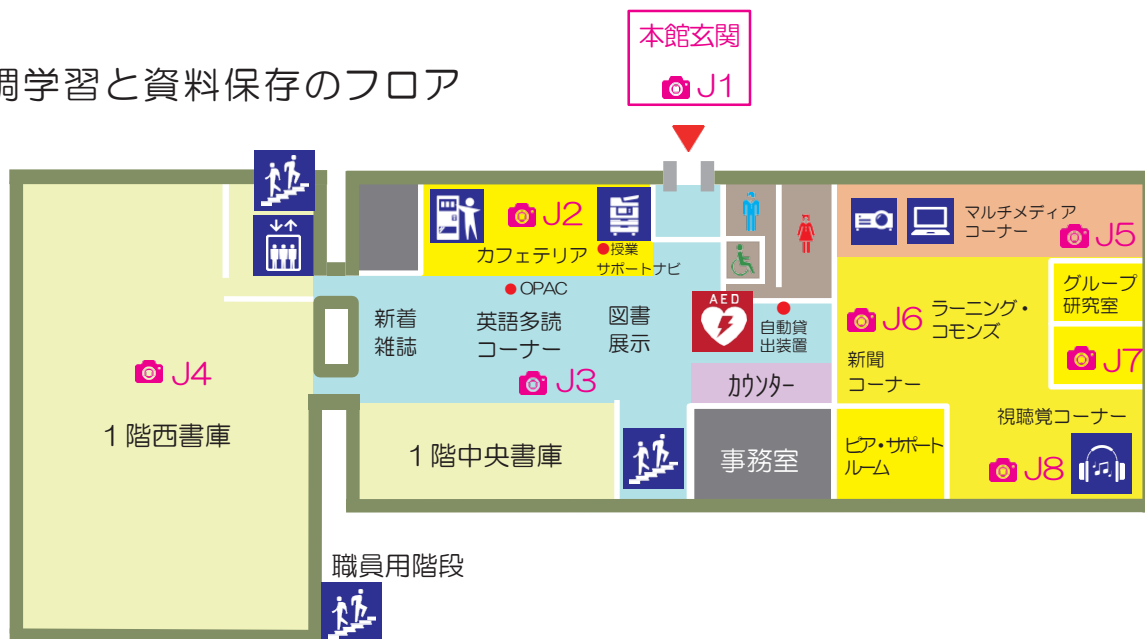 本館玄関
J1
調学習と資料保存のフロア
J2
カフェテリア
授業
サポートナビ
OPAC
新着
雑誌
英語多読
コーナー
図書
展示
J3
AED
自動貸
出装置
カウンター
マルチメディア
コーナー
J5
J6
ラーニング・
コモンズ
グループ
研究室
J7
新聞
コーナー
視聴覚コーナー
J8
J4
1階西書庫
1階中央書庫
事務室
ピア・サポート
ルーム
職員用階段